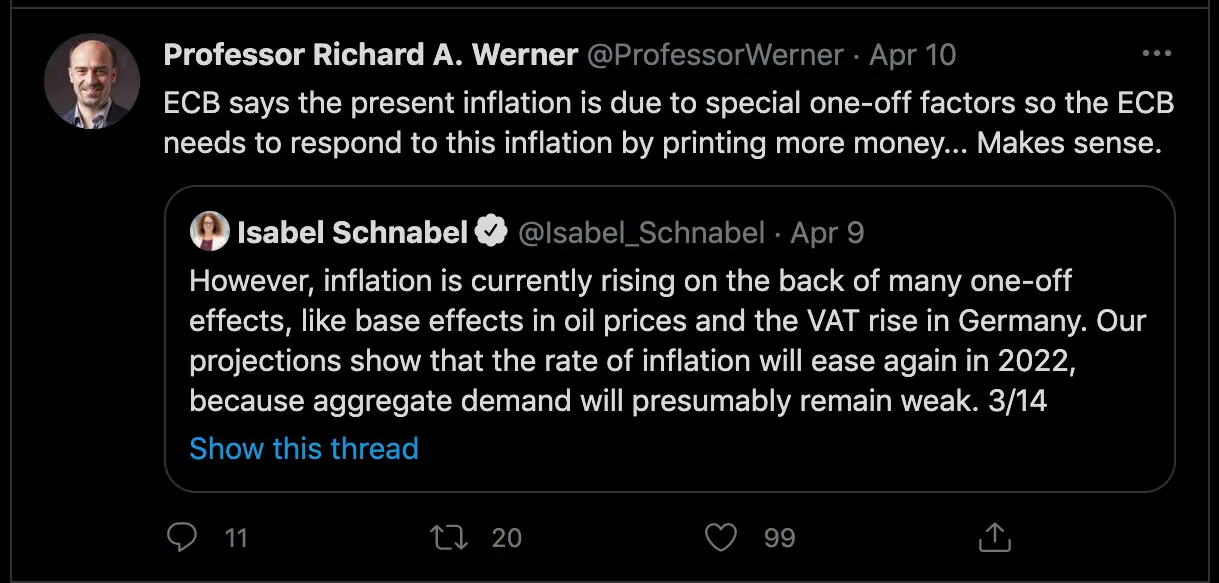 Professor Richard A. Werner @ProfessorWerner · Apr 10
ECB says the present inflation is due to special one-off factors so the ECB
needs to respond to this inflation by printing more money... Makes sense.
Isabel Schnabel @Isabel_Schnabel · Apr 9
However, inflation is currently rising on the back of many one-off
effects, like base effects in oil prices and the VAT rise in Germany. Our
projections show that the rate of inflation will ease again in 2022,
because aggregate demand will presumably remain weak. 3/14
Show this thread
11 20 99